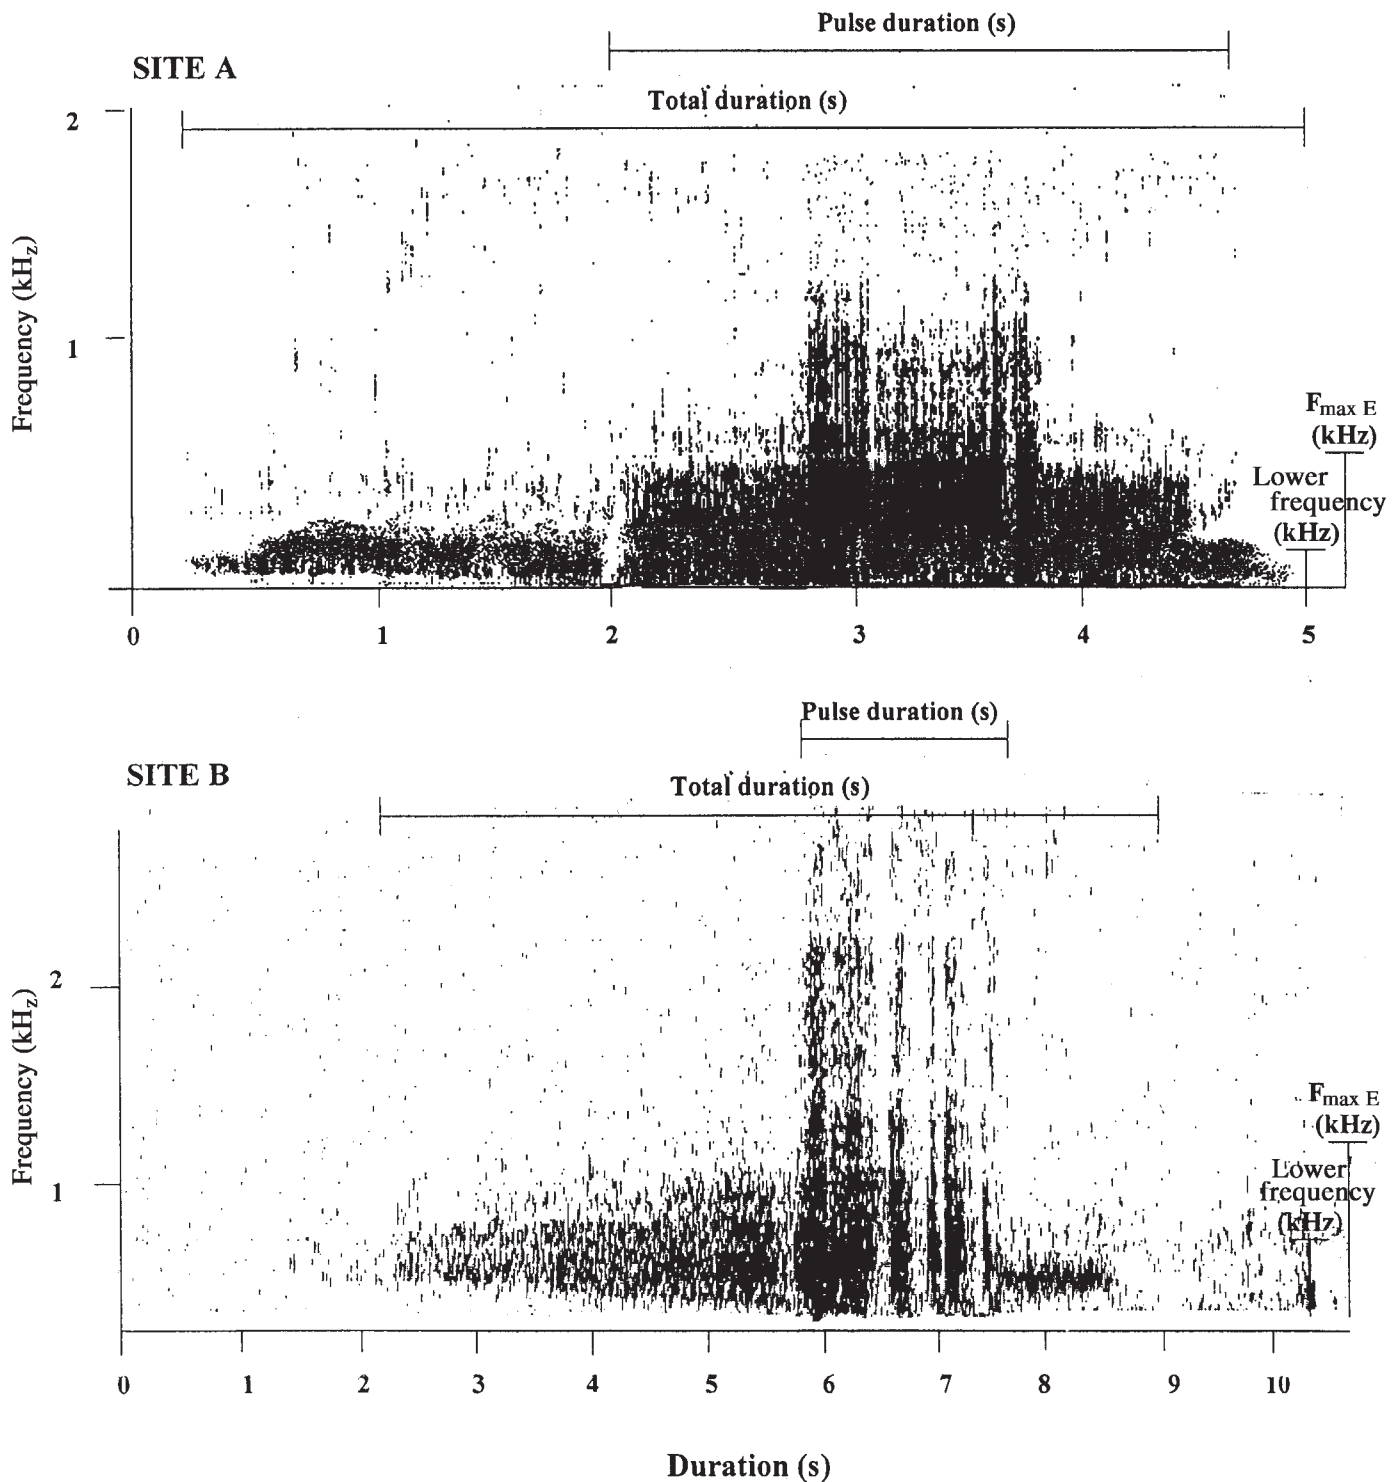 Pulse duration (s)
SITE A
Total duration (s)
2
1
Frequency (kHz)
Fmax E
(kHz)
Lower
frequency
(kHz)
0 1 2 3 4 5
Pulse duration (s)
SITE B
Total duration (s)
2
1
Frequency (kHz)
Fmax E
(kHz)
Lower
frequency
(kHz)
0 1 2 3 4 5 6 7 8 9 10
Duration (s)